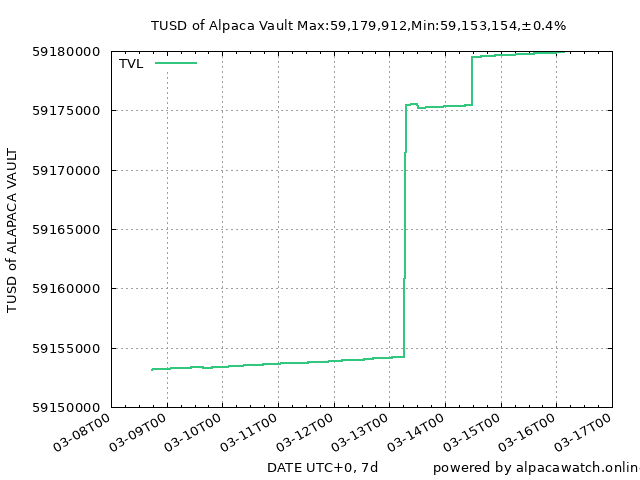 TUSD of Alpaca Vault Max:59,179,912,Min:59,153,154,±0.4%
TVL
59180000
59175000
59170000
59165000
59160000
59155000
59150000
TUSD of ALAPACA VAULT
03-08T00
03-09T00
03-10T00
03-11T00
03-12T00
03-13T00
03-14T00
03-15T00
03-16T00
03-17T00
DATE UTC+0, 7d
powered by alpacawatch.onlin